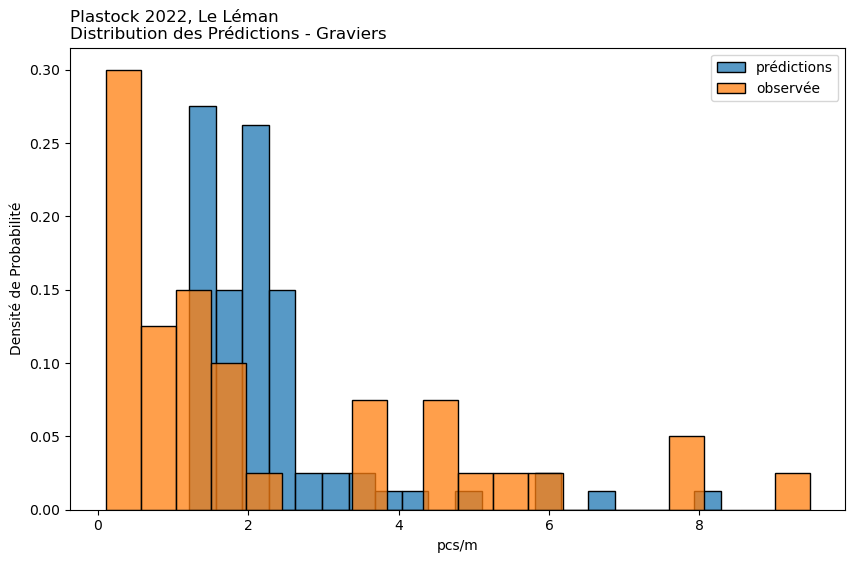 Plastock 2022, Le Léman
Distribution des Prédictions - Graviers
prédictions
observée
Densité de Probabilité
0.30
0.25
0.20
0.15
0.10
0.05
0.00
0
2
4
6
8
pcs/m